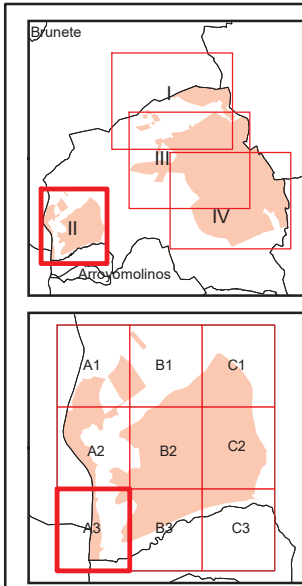 Brunete
I
III
II
IV
Arroyomolinos
A1 B1 C1
A2 B2 C2
A3 B3 C3